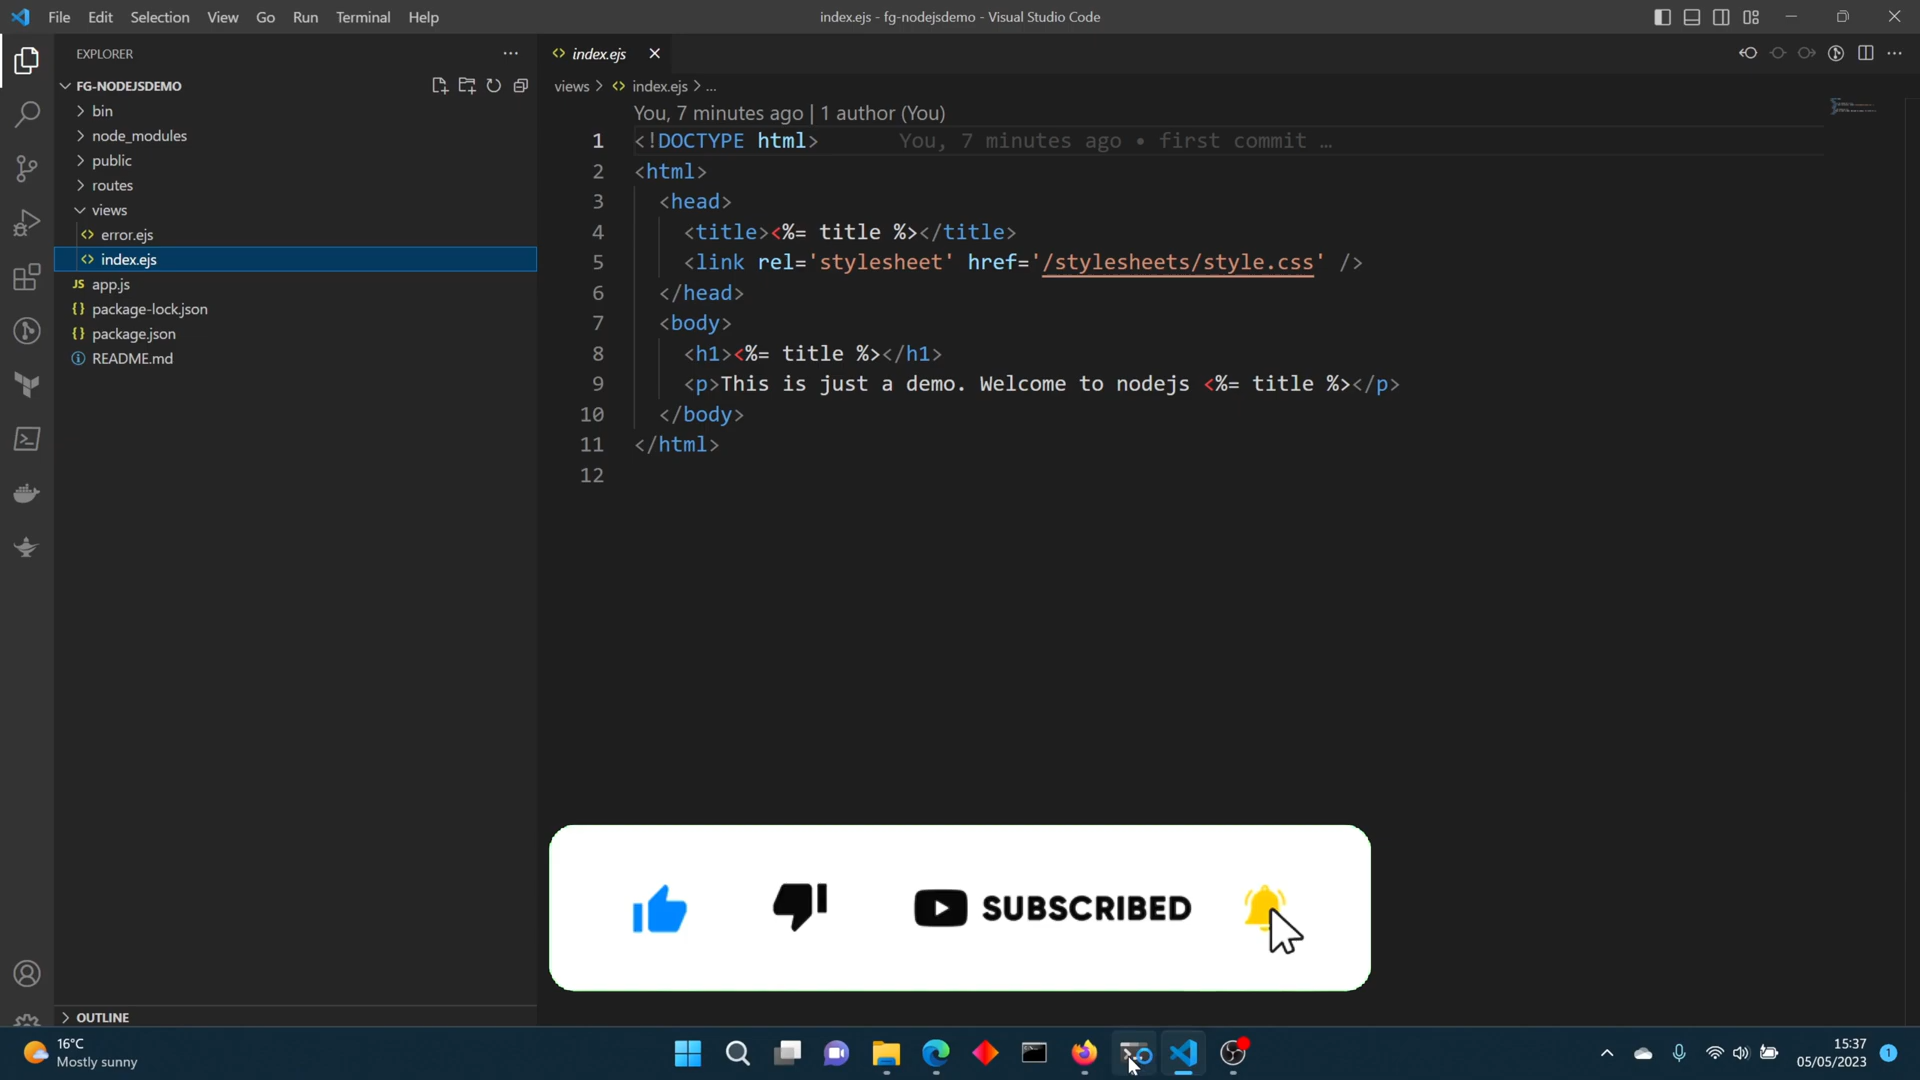 File Edit Selection View Go Run Terminal Help
index.ejs - fg-nodejsdemo - Visual Studio Code
EXPLORER
index.ejs
FG-NODEJSDEMO
views > index.ejs > ...
bin
node_modules
public
routes
views
error.ejs
index.ejs
app.js
package-lock.json
package.json
README.md
You, 7 minutes ago | 1 author (You)
1 <!DOCTYPE html> You, 7 minutes ago • first commit …
2 <html>
3 <head>
4 <title><%= title %></title>
5 <link rel='stylesheet' href='/stylesheets/style.css' />
6 </head>
7 <body>
8 <h1><%= title %></h1>
9 <p>This is just a demo. Welcome to nodejs <%= title %></p>
10 </body>
11 </html>
12
SUBSCRIBED
OUTLINE
16°C
Mostly sunny
15:37
05/05/2023
1